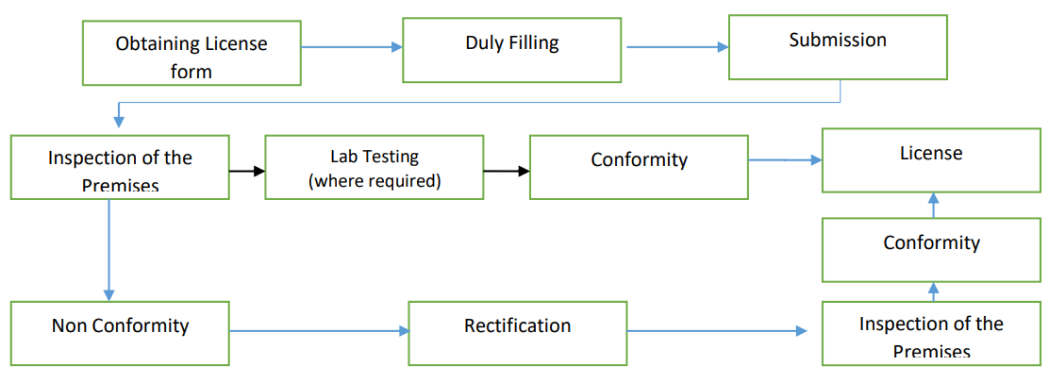 Obtaining License
form
Duly Filling
Submission
Inspection of the
Premises
Lab Testing
(where required)
Conformity
License
Conformity
Non Conformity
Rectification
Inspection of the
Premises